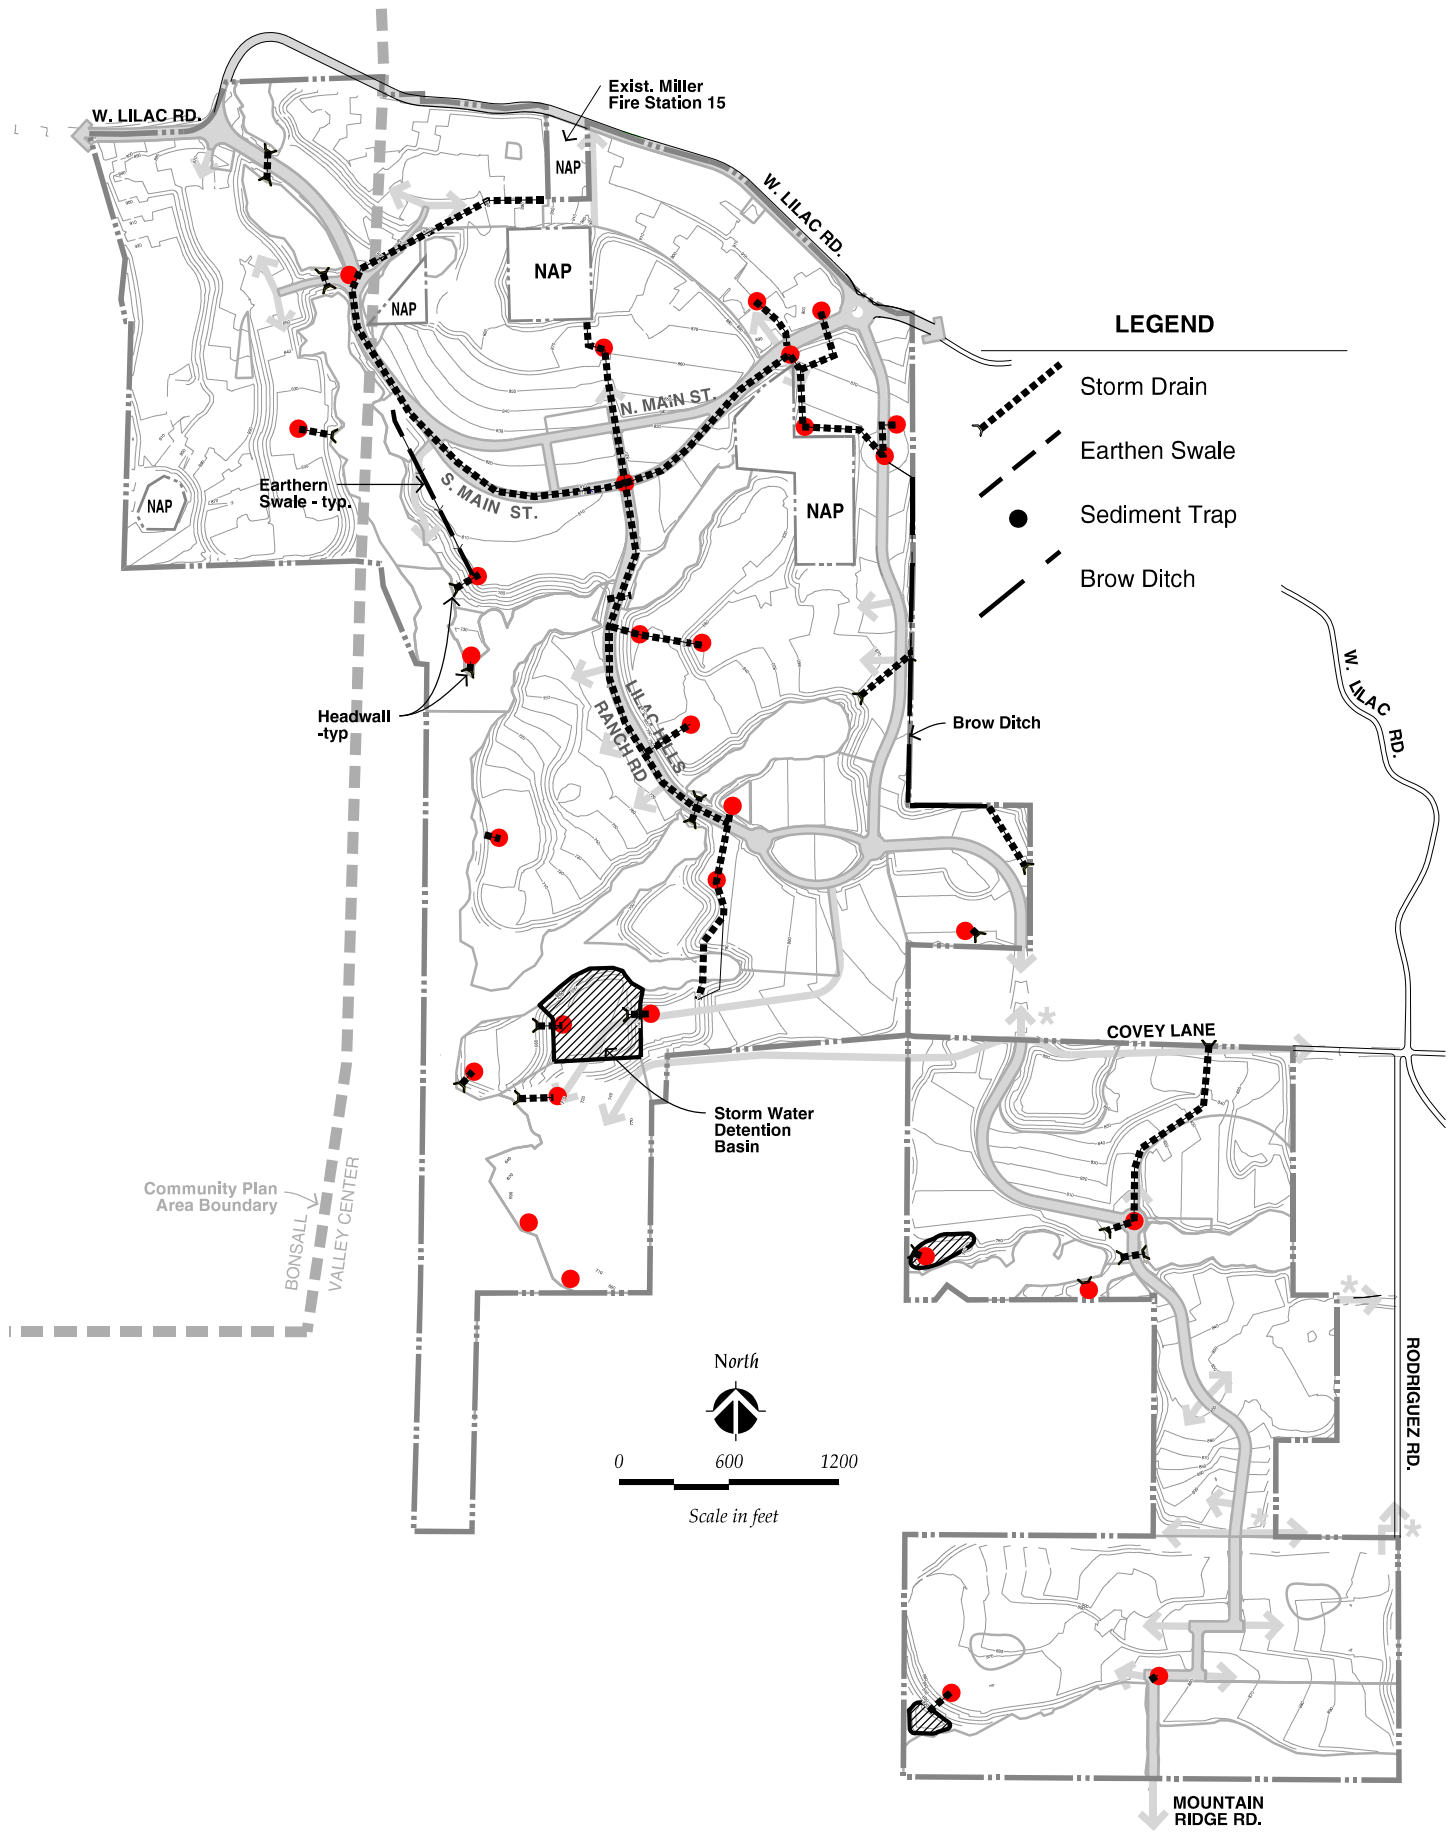 Exist. Miller
Fire Station 15
W. LILAC RD.
NAP
W. LILAC RD.
NAP
NAP
LEGEND
Storm Drain
Earthen Swale
Sediment Trap
Brow Ditch
N. MAIN ST.
S. MAIN ST.
Earthern
Swale - typ.
NAP
NAP
Headwall
-typ
LILAC HILLS
RANCH RD
Brow Ditch
W. LILAC RD.
COVEY LANE
*
Storm Water
Detention
Basin
Community Plan
Area Boundary
BONSALL
VALLEY CENTER
*
RODRIGUEZ RD.
North
0 600 1200
Scale in feet
*
*
MOUNTAIN
RIDGE RD.